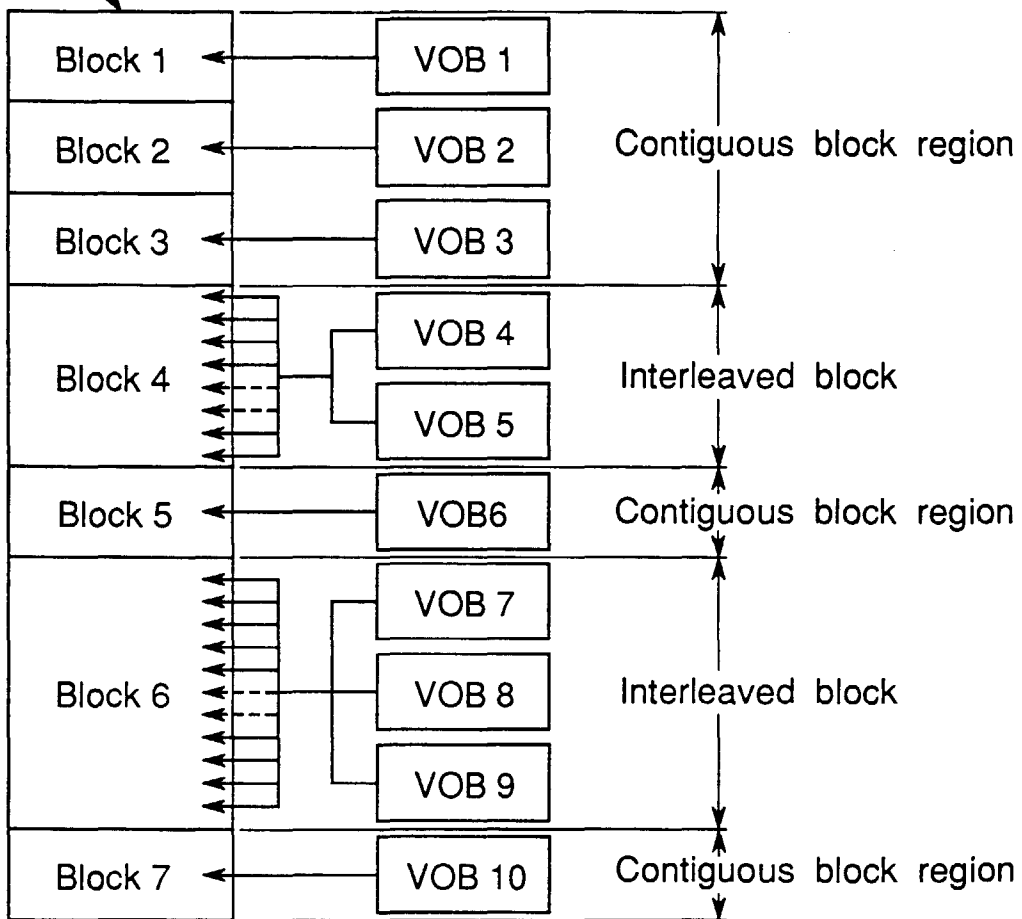 Block 1
VOB 1
Block 2
VOB 2
Contiguous block region
Block 3
VOB 3
VOB 4
Block 4
Interleaved block
VOB 5
Block 5
VOB6
Contiguous block region
VOB 7
Block 6
VOB 8
Interleaved block
VOB 9
Block 7
VOB 10
Contiguous block region